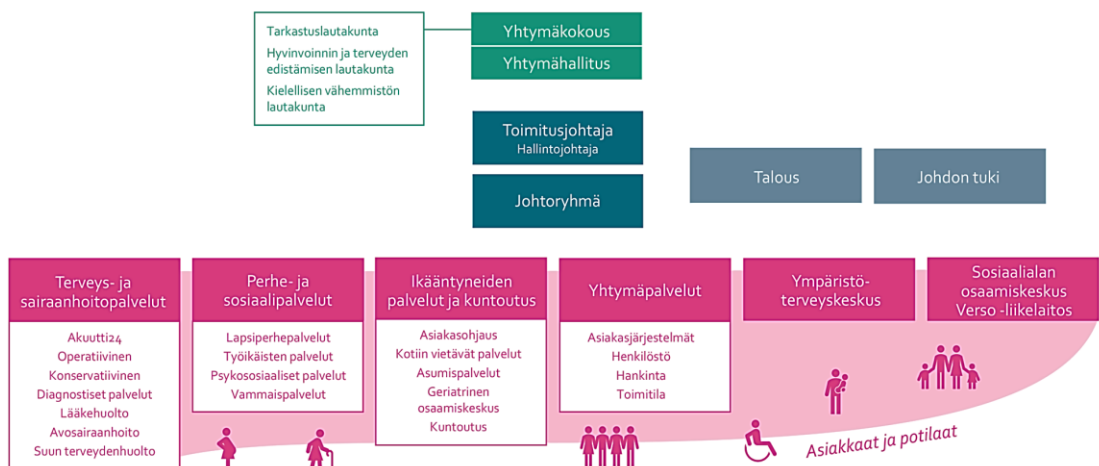 Tarkastuslautakunta
Hyvinvoinnin ja terveyden
edistämisen lautakunta
Kielellisen vähemmistön
lautakunta
Yhtymäkokous
Yhtymähallitus
Toimitusjohtaja
Hallintojohtaja
Johtoryhmä
Talous
Johdon tuki
Terveys- ja
sairaanhoitopalvelut
Akuutti24
Operatiivinen
Konservatiivinen
Diagnostiset palvelut
Lääkehuolto
Avosairaanhoito
Suun terveydenhuolto
Perhe- ja
sosiaalipalvelut
Lapsiperhepalvelut
Työikäisten palvelut
Psykososiaaliset palvelut
Vammaispalvelut
Ikääntyneiden
palvelut ja kuntoutus
Asiakasohjaus
Kotiin vietävät palvelut
Asumispalvelut
Geriatrinen
osaamiskeskus
Kuntoutus
Yhtymäpalvelut
Asiakasjärjestelmät
Henkilöstö
Hankinta
Toimitila
Ympäristö-
terveyskeskus
Sosiaalialan
osaamiskeskus
Verso -liikelaitos
Asiakkaat ja potilaat